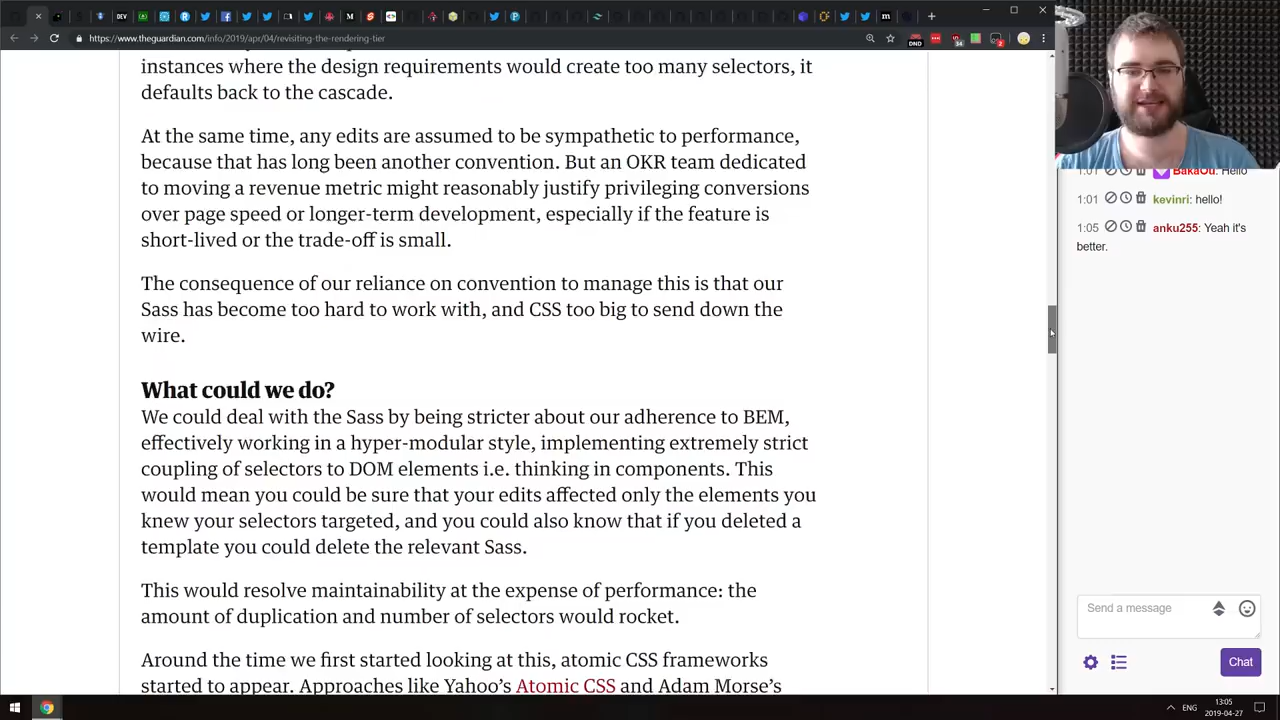 DEV
M
https://www.theguardian.com/info/2019/apr/04/revisiting-the-rendering-tier
DND
34
2
instances where the design requirements would create too many selectors, it
defaults back to the cascade.
At the same time, any edits are assumed to be sympathetic to performance,
because that has long been another convention. But an OKR team dedicated
to moving a revenue metric might reasonably justify privileging conversions
over page speed or longer-term development, especially if the feature is
short-lived or the trade-off is small.
The consequence of our reliance on convention to manage this is that our
Sass has become too hard to work with, and CSS too big to send down the
wire.
What could we do?
We could deal with the Sass by being stricter about our adherence to BEM,
effectively working in a hyper-modular style, implementing extremely strict
coupling of selectors to DOM elements i.e. thinking in components. This
would mean you could be sure that your edits affected only the elements you
knew your selectors targeted, and you could also know that if you deleted a
template you could delete the relevant Sass.
This would resolve maintainability at the expense of performance: the
amount of duplication and number of selectors would rocket.
Around the time we first started looking at this, atomic CSS frameworks
started to appear. Approaches like Yahoo's Atomic CSS and Adam Morse's
1:01 BakaOu: Hello
1:01 kevinri: hello!
1:05 anku255: Yeah it's
better.
Send a message
Chat
ENG
13:05
2019-04-27